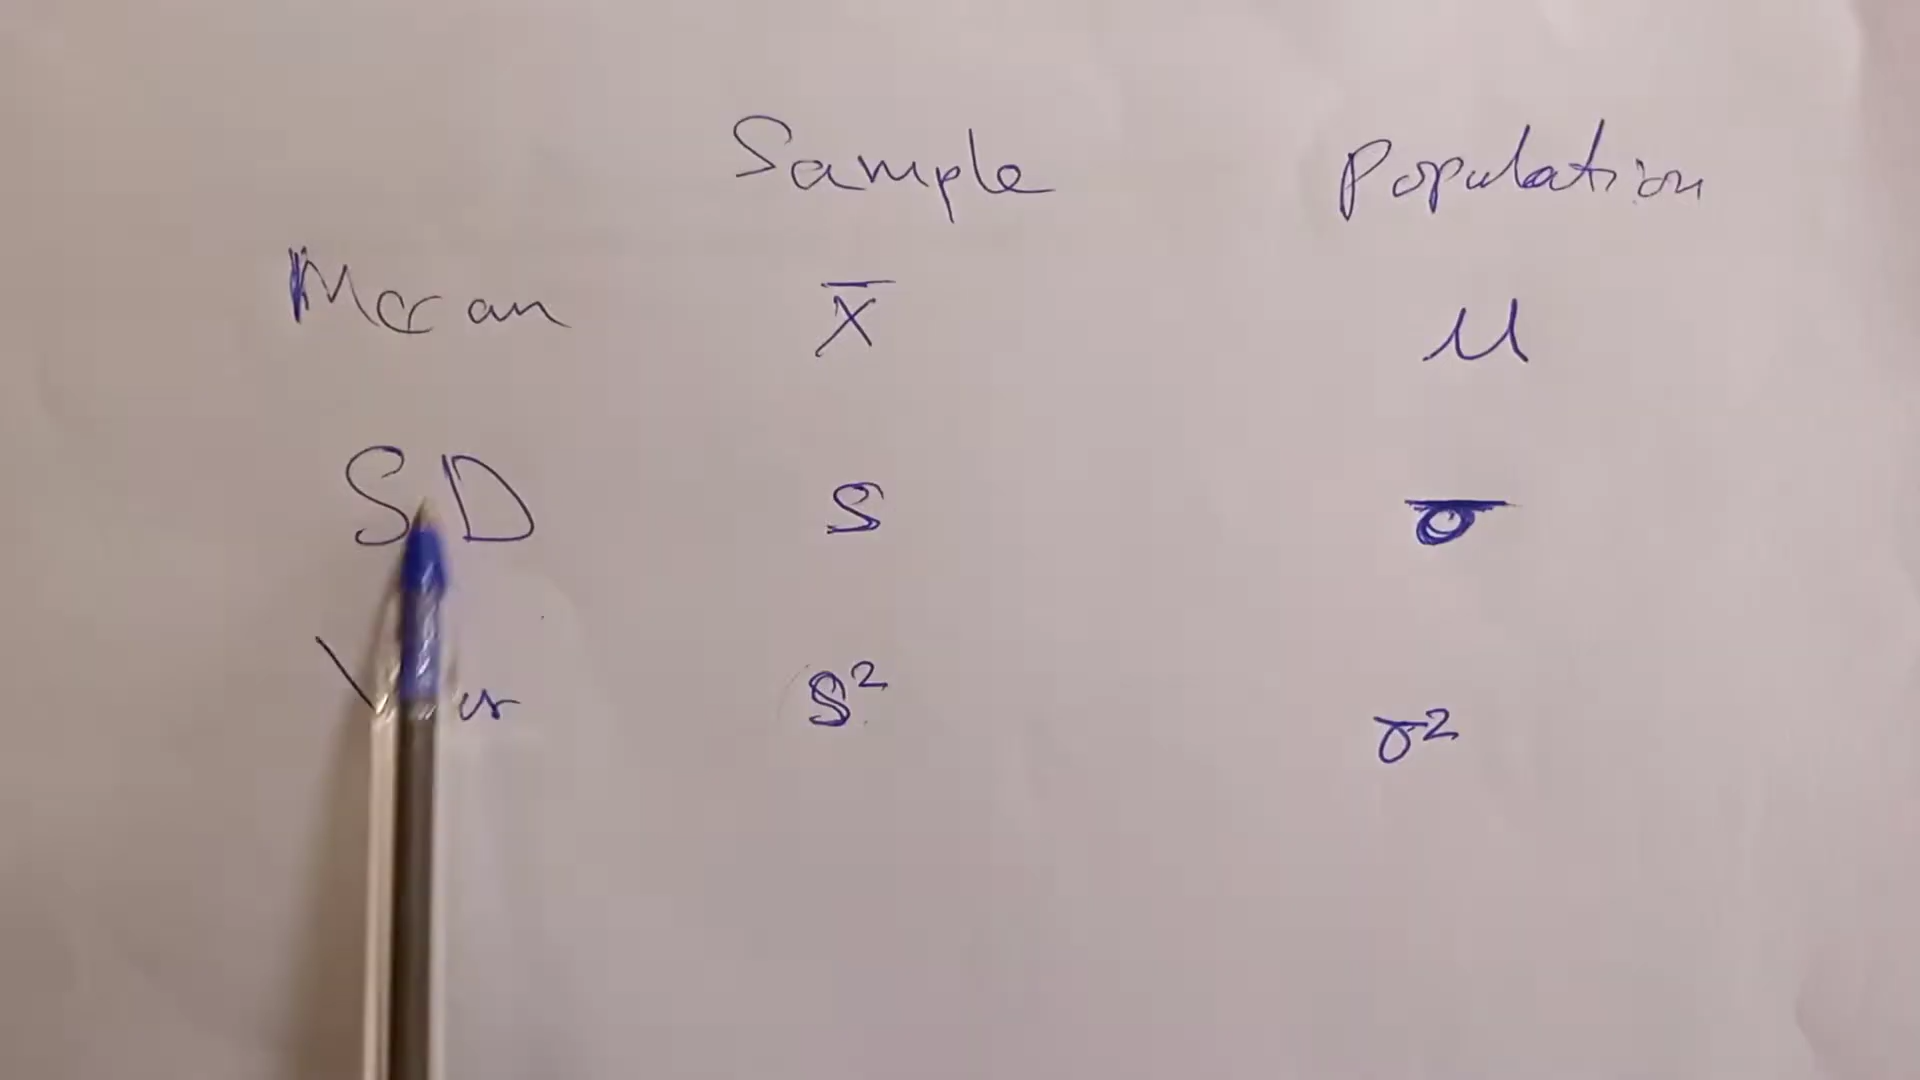 Sample Population
Mean X̄ μ
SD S σ
S² σ²